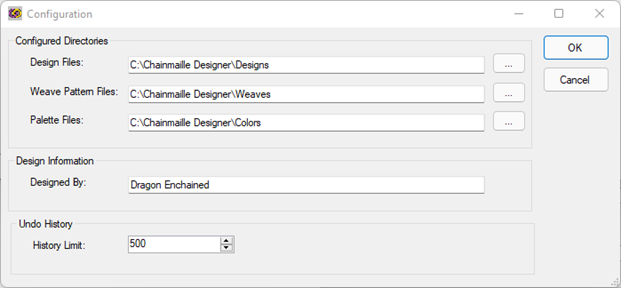 Configuration
Configured Directories
OK
Design Files: C:\Chainmaille Designer\Designs ...
Cancel
Weave Pattern Files: C:\Chainmaille Designer\Weaves ...
Palette Files: C:\Chainmaille Designer\Colors ...
Design Information
Designed By: Dragon Enchained
Undo History
History Limit: 500